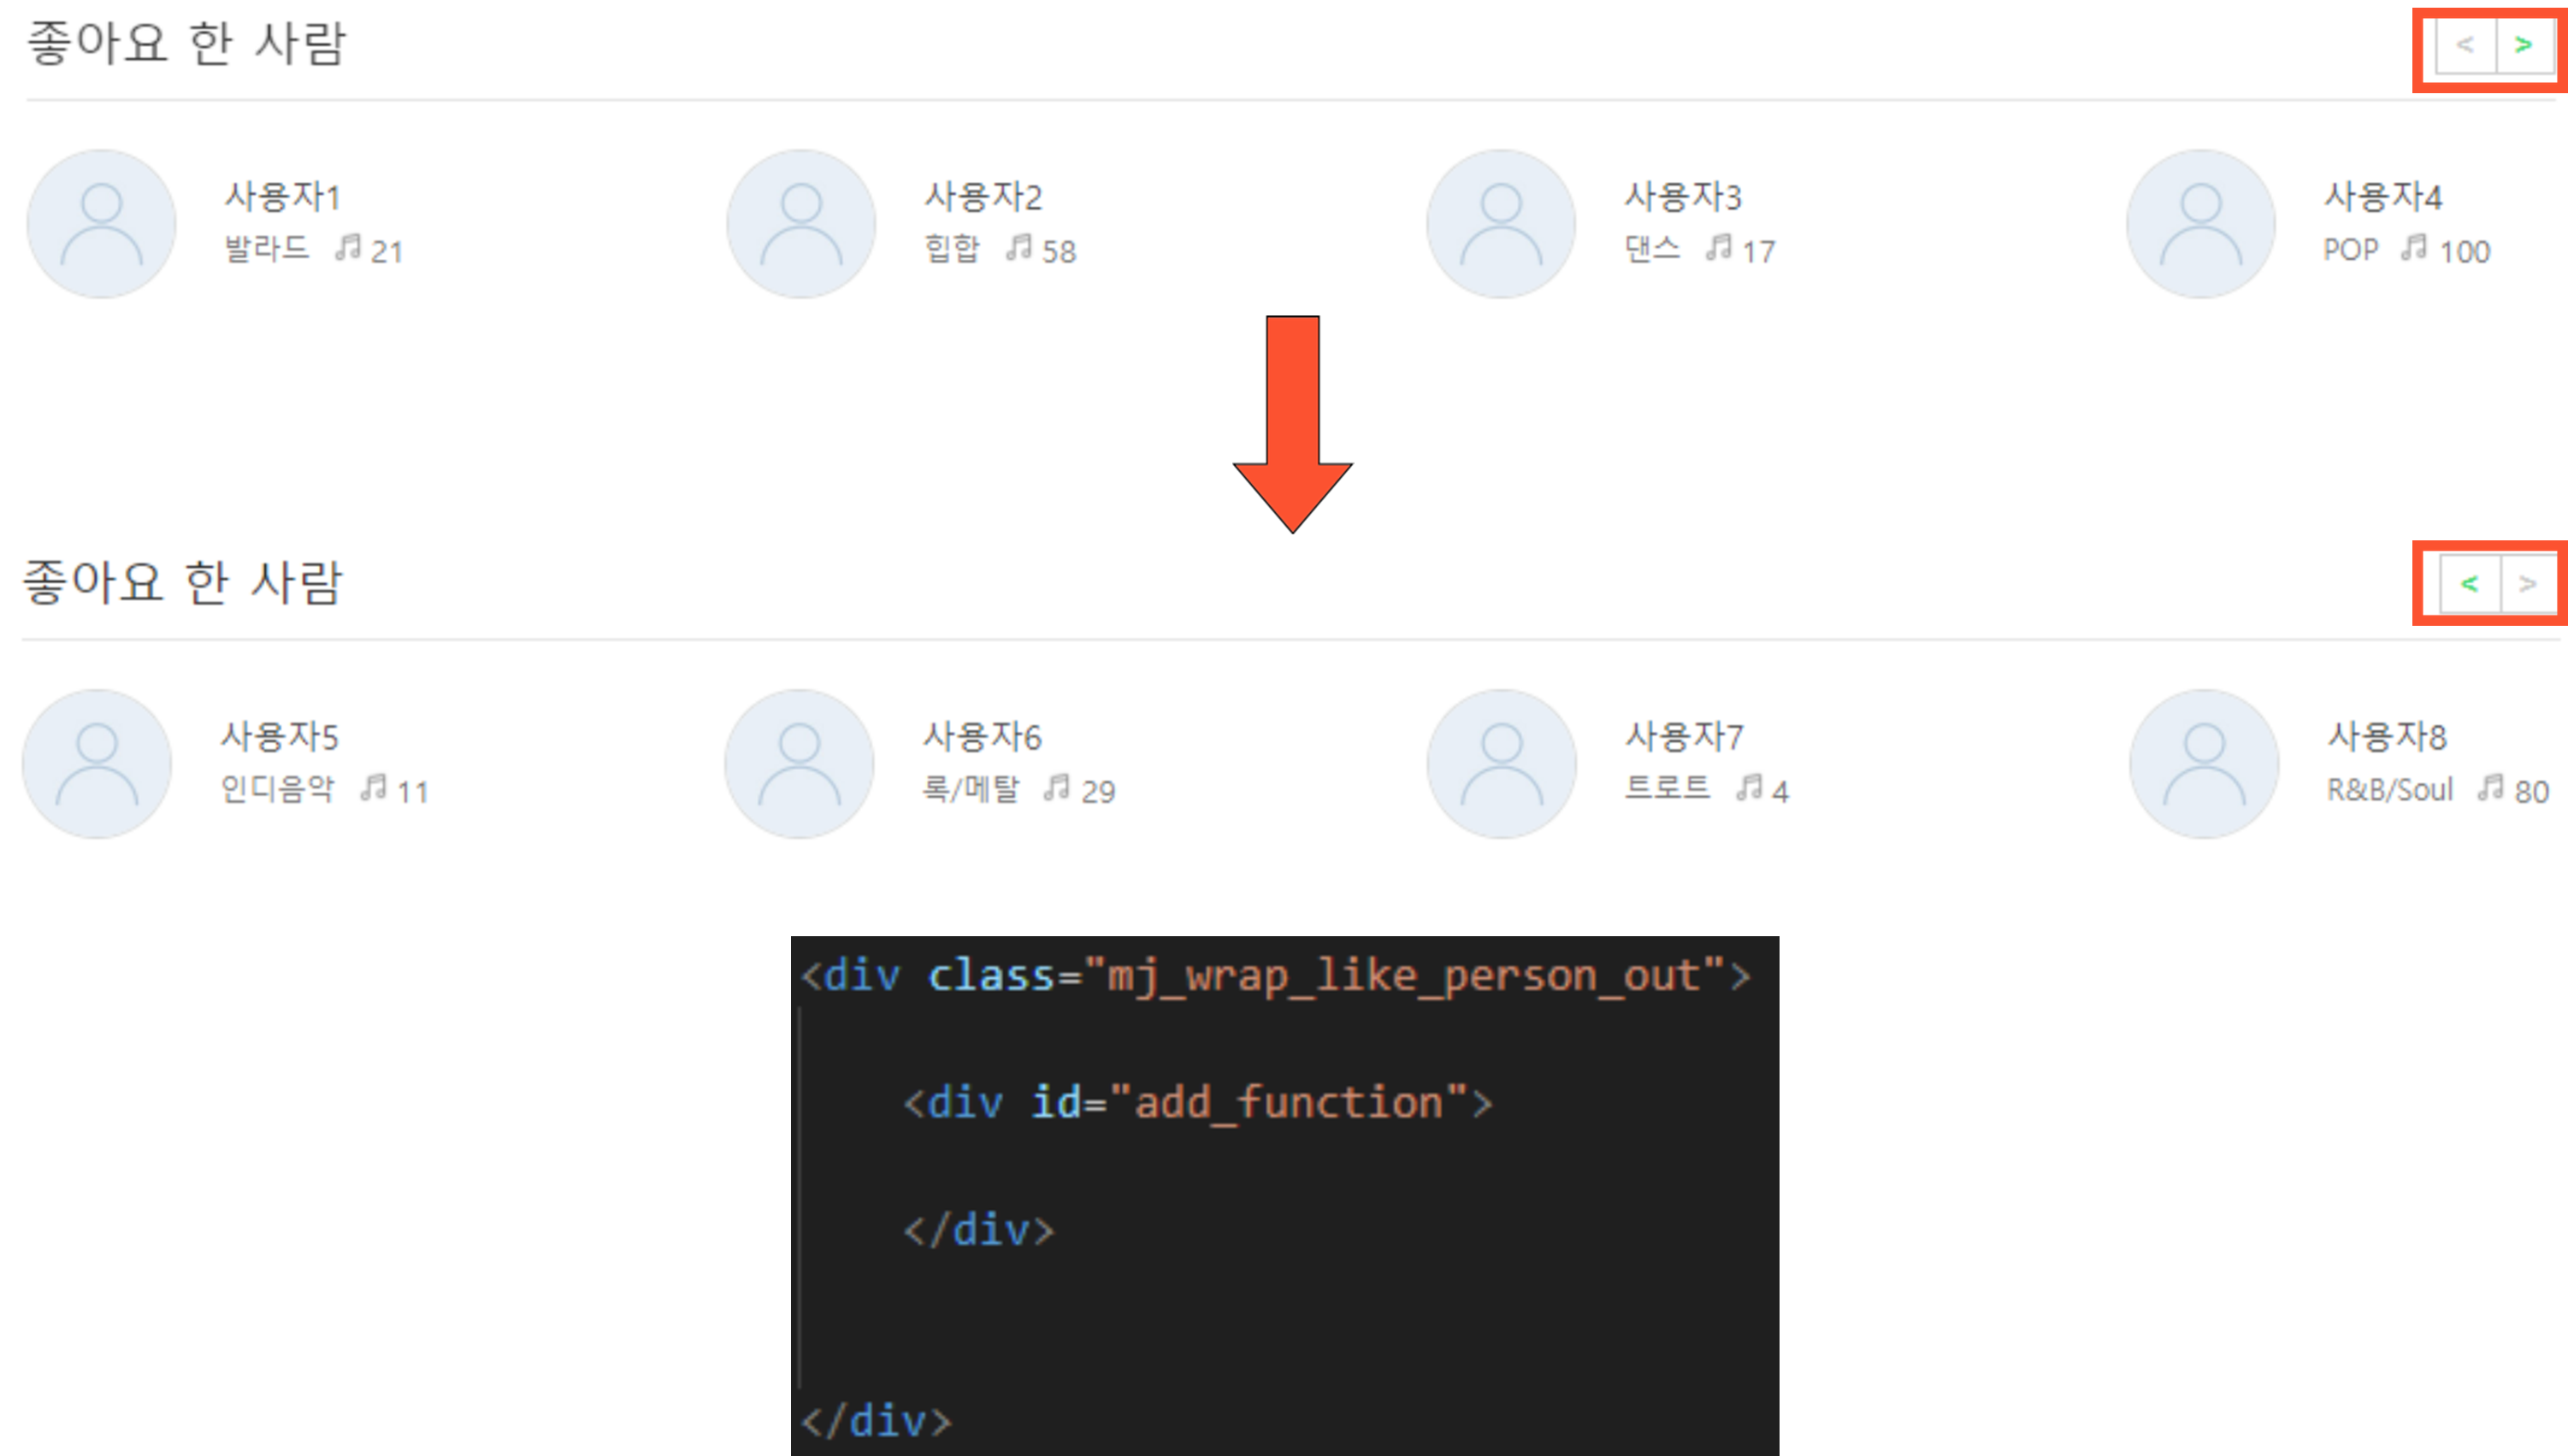 좋아요 한 사람 < >
사용자1 사용자2 사용자3 사용자4
발라드 21 힙합 58 댄스 17 POP 100
좋아요 한 사람 < >
사용자5 사용자6 사용자7 사용자8
인디음악 11 록/메탈 29 트로트 4 R&B/Soul 80
<div class="mj_wrap_like_person_out">
<div id="add_function">
</div>
</div>